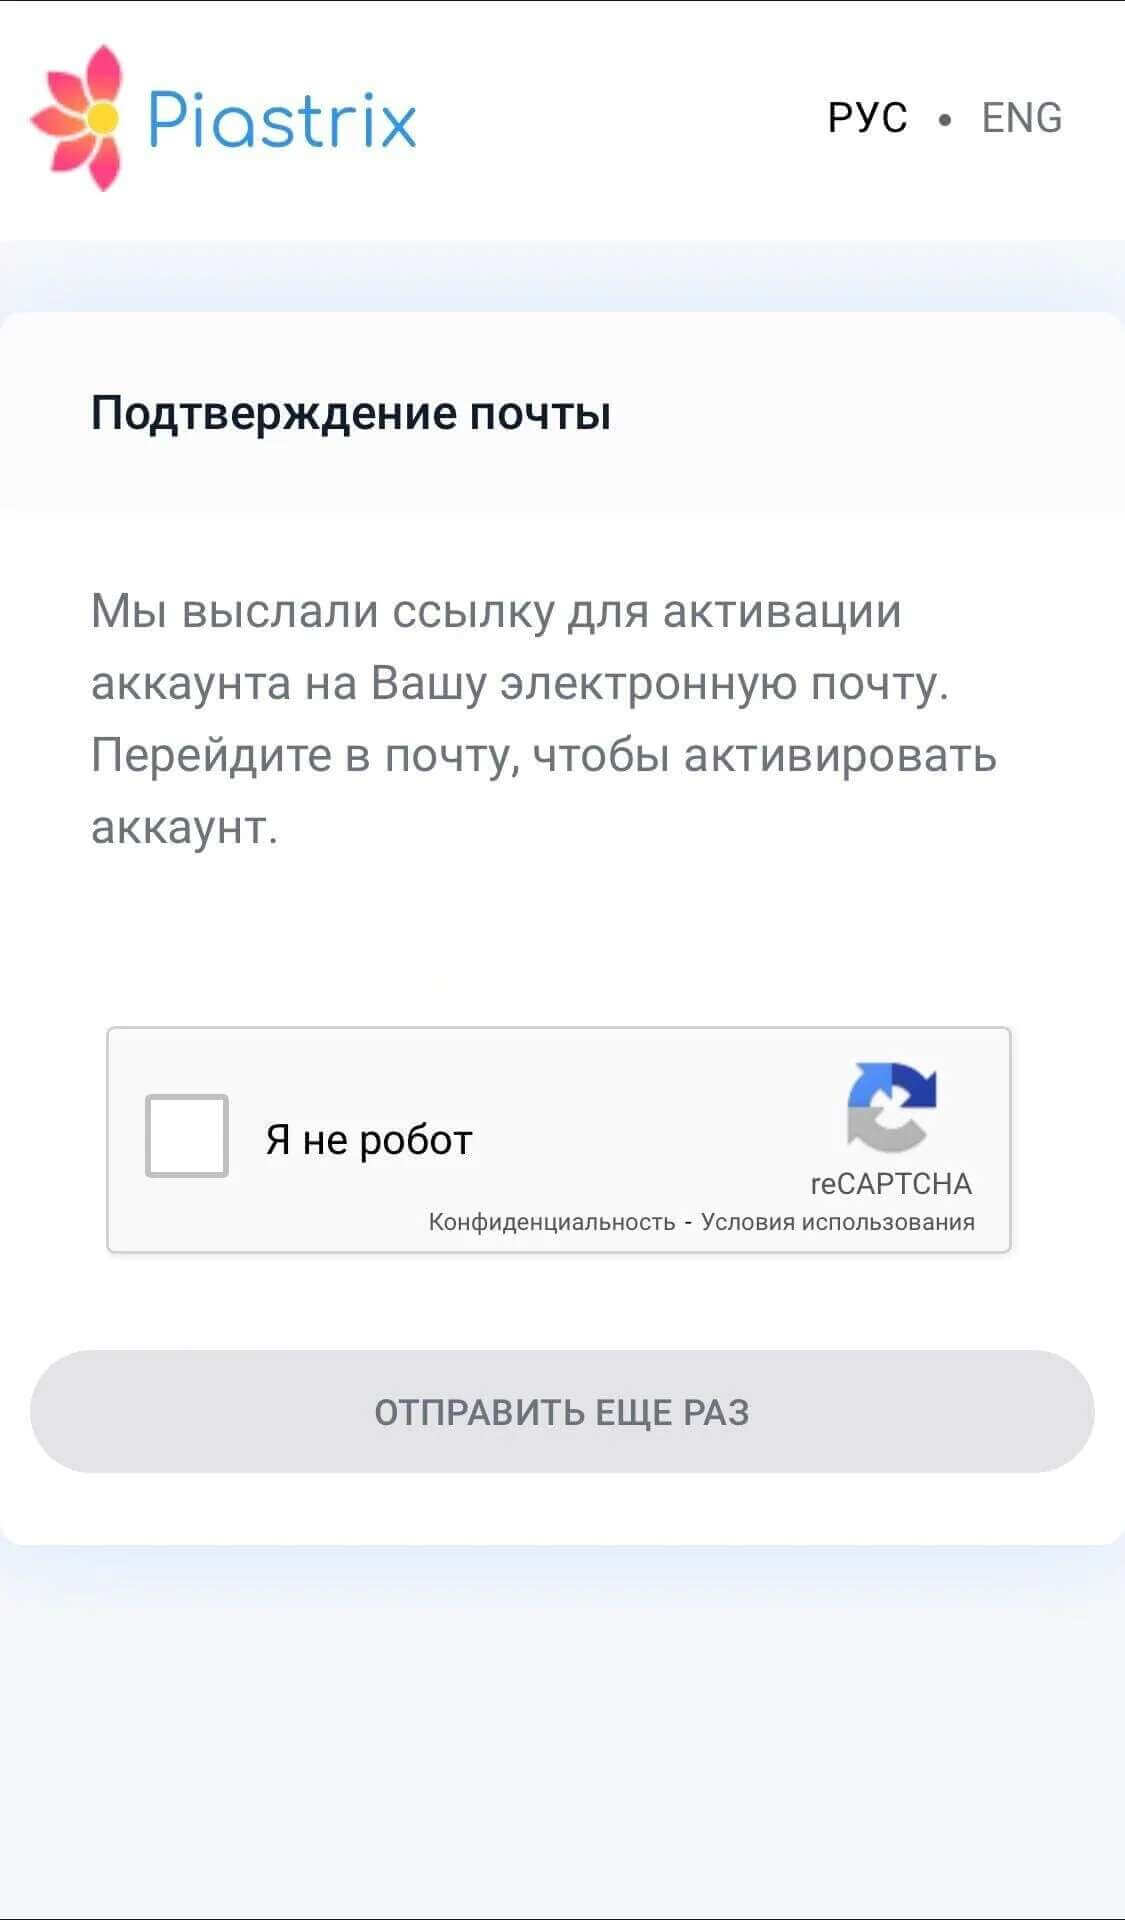 Piastrix
РУС • ENG
Подтверждение почты
Мы выслали ссылку для активации
аккаунта на Вашу электронную почту.
Перейдите в почту, чтобы активировать
аккаунт.
Я не робот
reCAPTCHA
Конфиденциальность - Условия использования
ОТПРАВИТЬ ЕЩЕ РАЗ